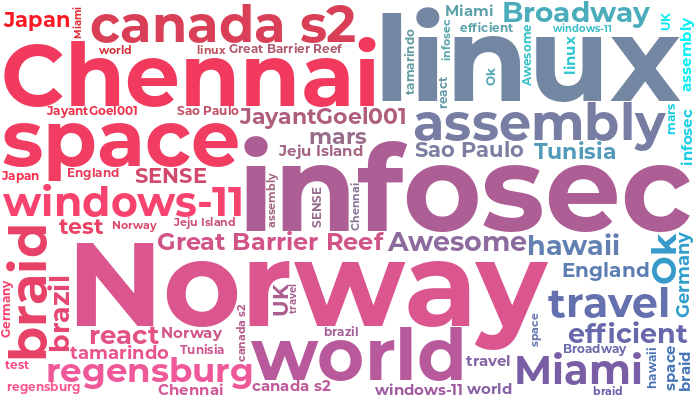 Japan
Miami
canada s2
Miami
Broadway
UK
world
linux
Great Barrier Reef
tamarindo
infosec
efficient
Awesome
windows-11
assembly
Chennai
linux
react
Ok
linux
JayantGoel001
Sao Paulo
JayantGoel001
assembly
mars
infosec
space
mars
Jeju Island
Sao Paulo
Tunisia
Japan
England
SENSE
infosec
windows-11
assembly
SENSE
Chennai
test
Norway
Jeju Island
Great Barrier Reef
Awesome
hawaii
Ok
Germany
braid
Germany
brazil
Norway
UK
travel
England
travel
canada s2
react
Norway
brazil
space
efficient
tamarindo
Tunisia
world
Broadway
test
regensburg
travel
Miami
hawaii
space
braid
regensburg
Chennai
canada s2
windows-11
world
braid